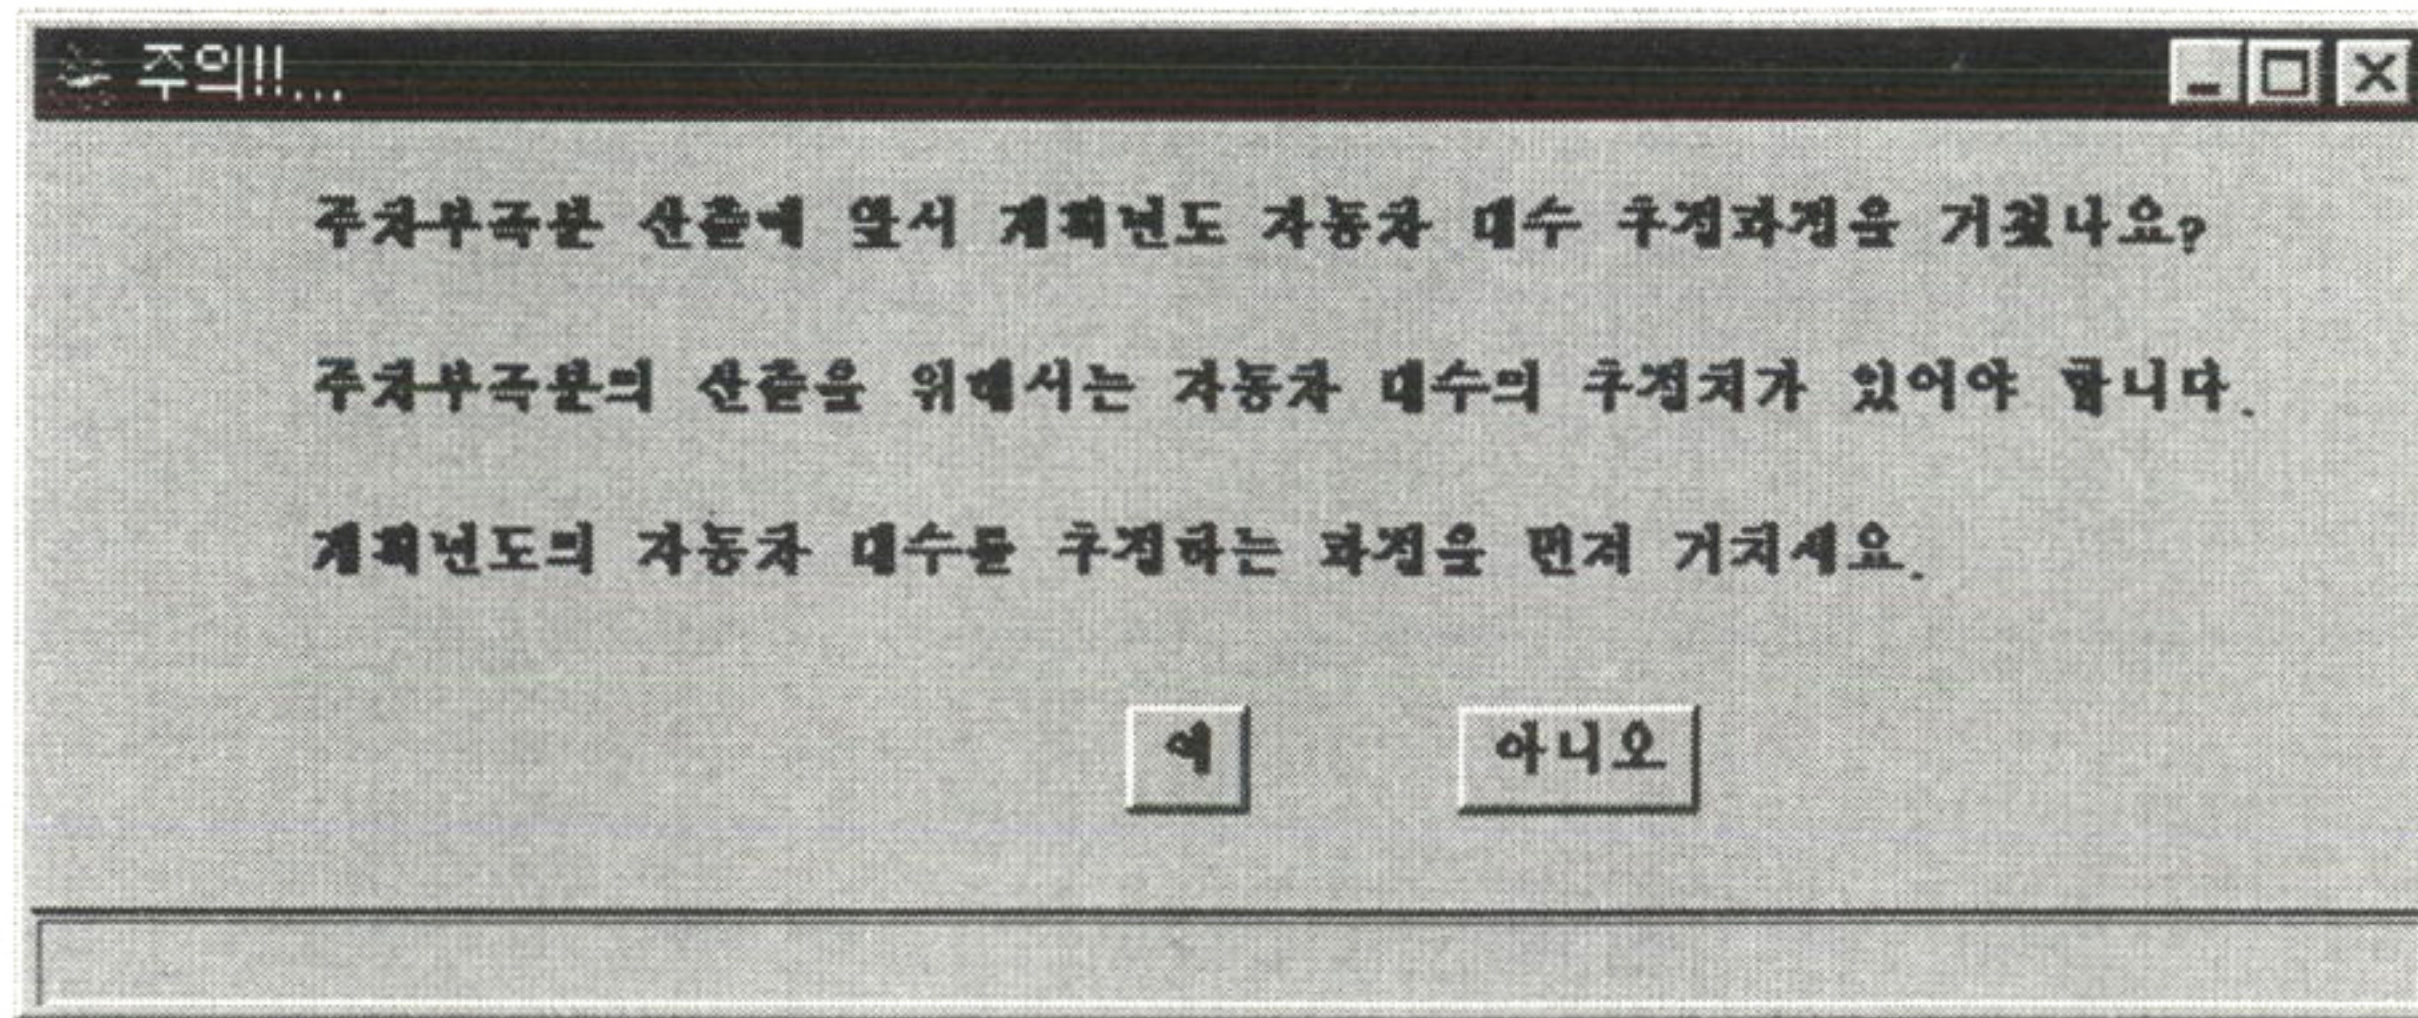 주의!!...
주차부족분 산출에 앞서 계획년도 자동차 대수 추정과정을 거쳤나요?
주차부족분의 산출을 위해서는 자동차 대수의 추정치가 있어야 합니다.
계획년도의 자동차 대수를 추정하는 과정을 먼저 거치세요.
예 아니오